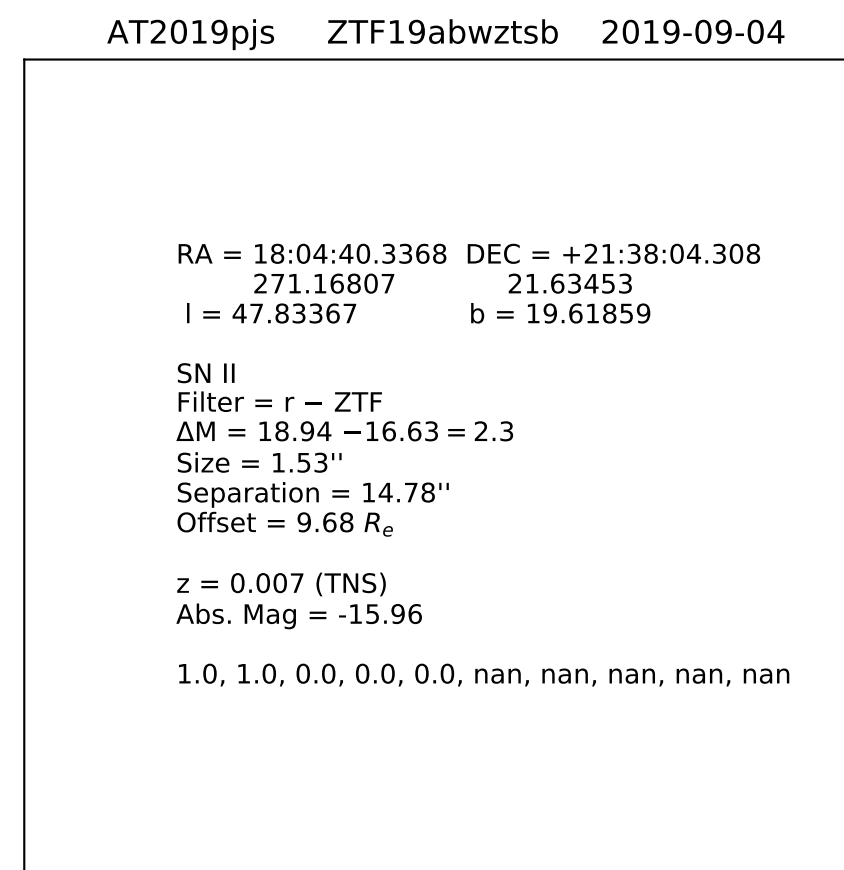 AT2019pjs ZTF19abwztsb 2019-09-04
RA = 18:04:40.3368 DEC = +21:38:04.308
271.16807 21.63453
l = 47.83367 b = 19.61859
SN II
Filter = r − ZTF
ΔM = 18.94 −16.63 = 2.3
Size = 1.53''
Separation = 14.78''
Offset = 9.68 Rₑ
z = 0.007 (TNS)
Abs. Mag = -15.96
1.0, 1.0, 0.0, 0.0, 0.0, nan, nan, nan, nan, nan